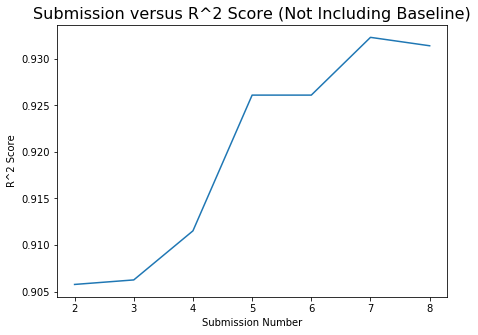 Submission versus R^2 Score (Not Including Baseline)
0.930
0.925
0.920
0.915
0.910
0.905
R^2 Score
2 3 4 5 6 7 8
Submission Number